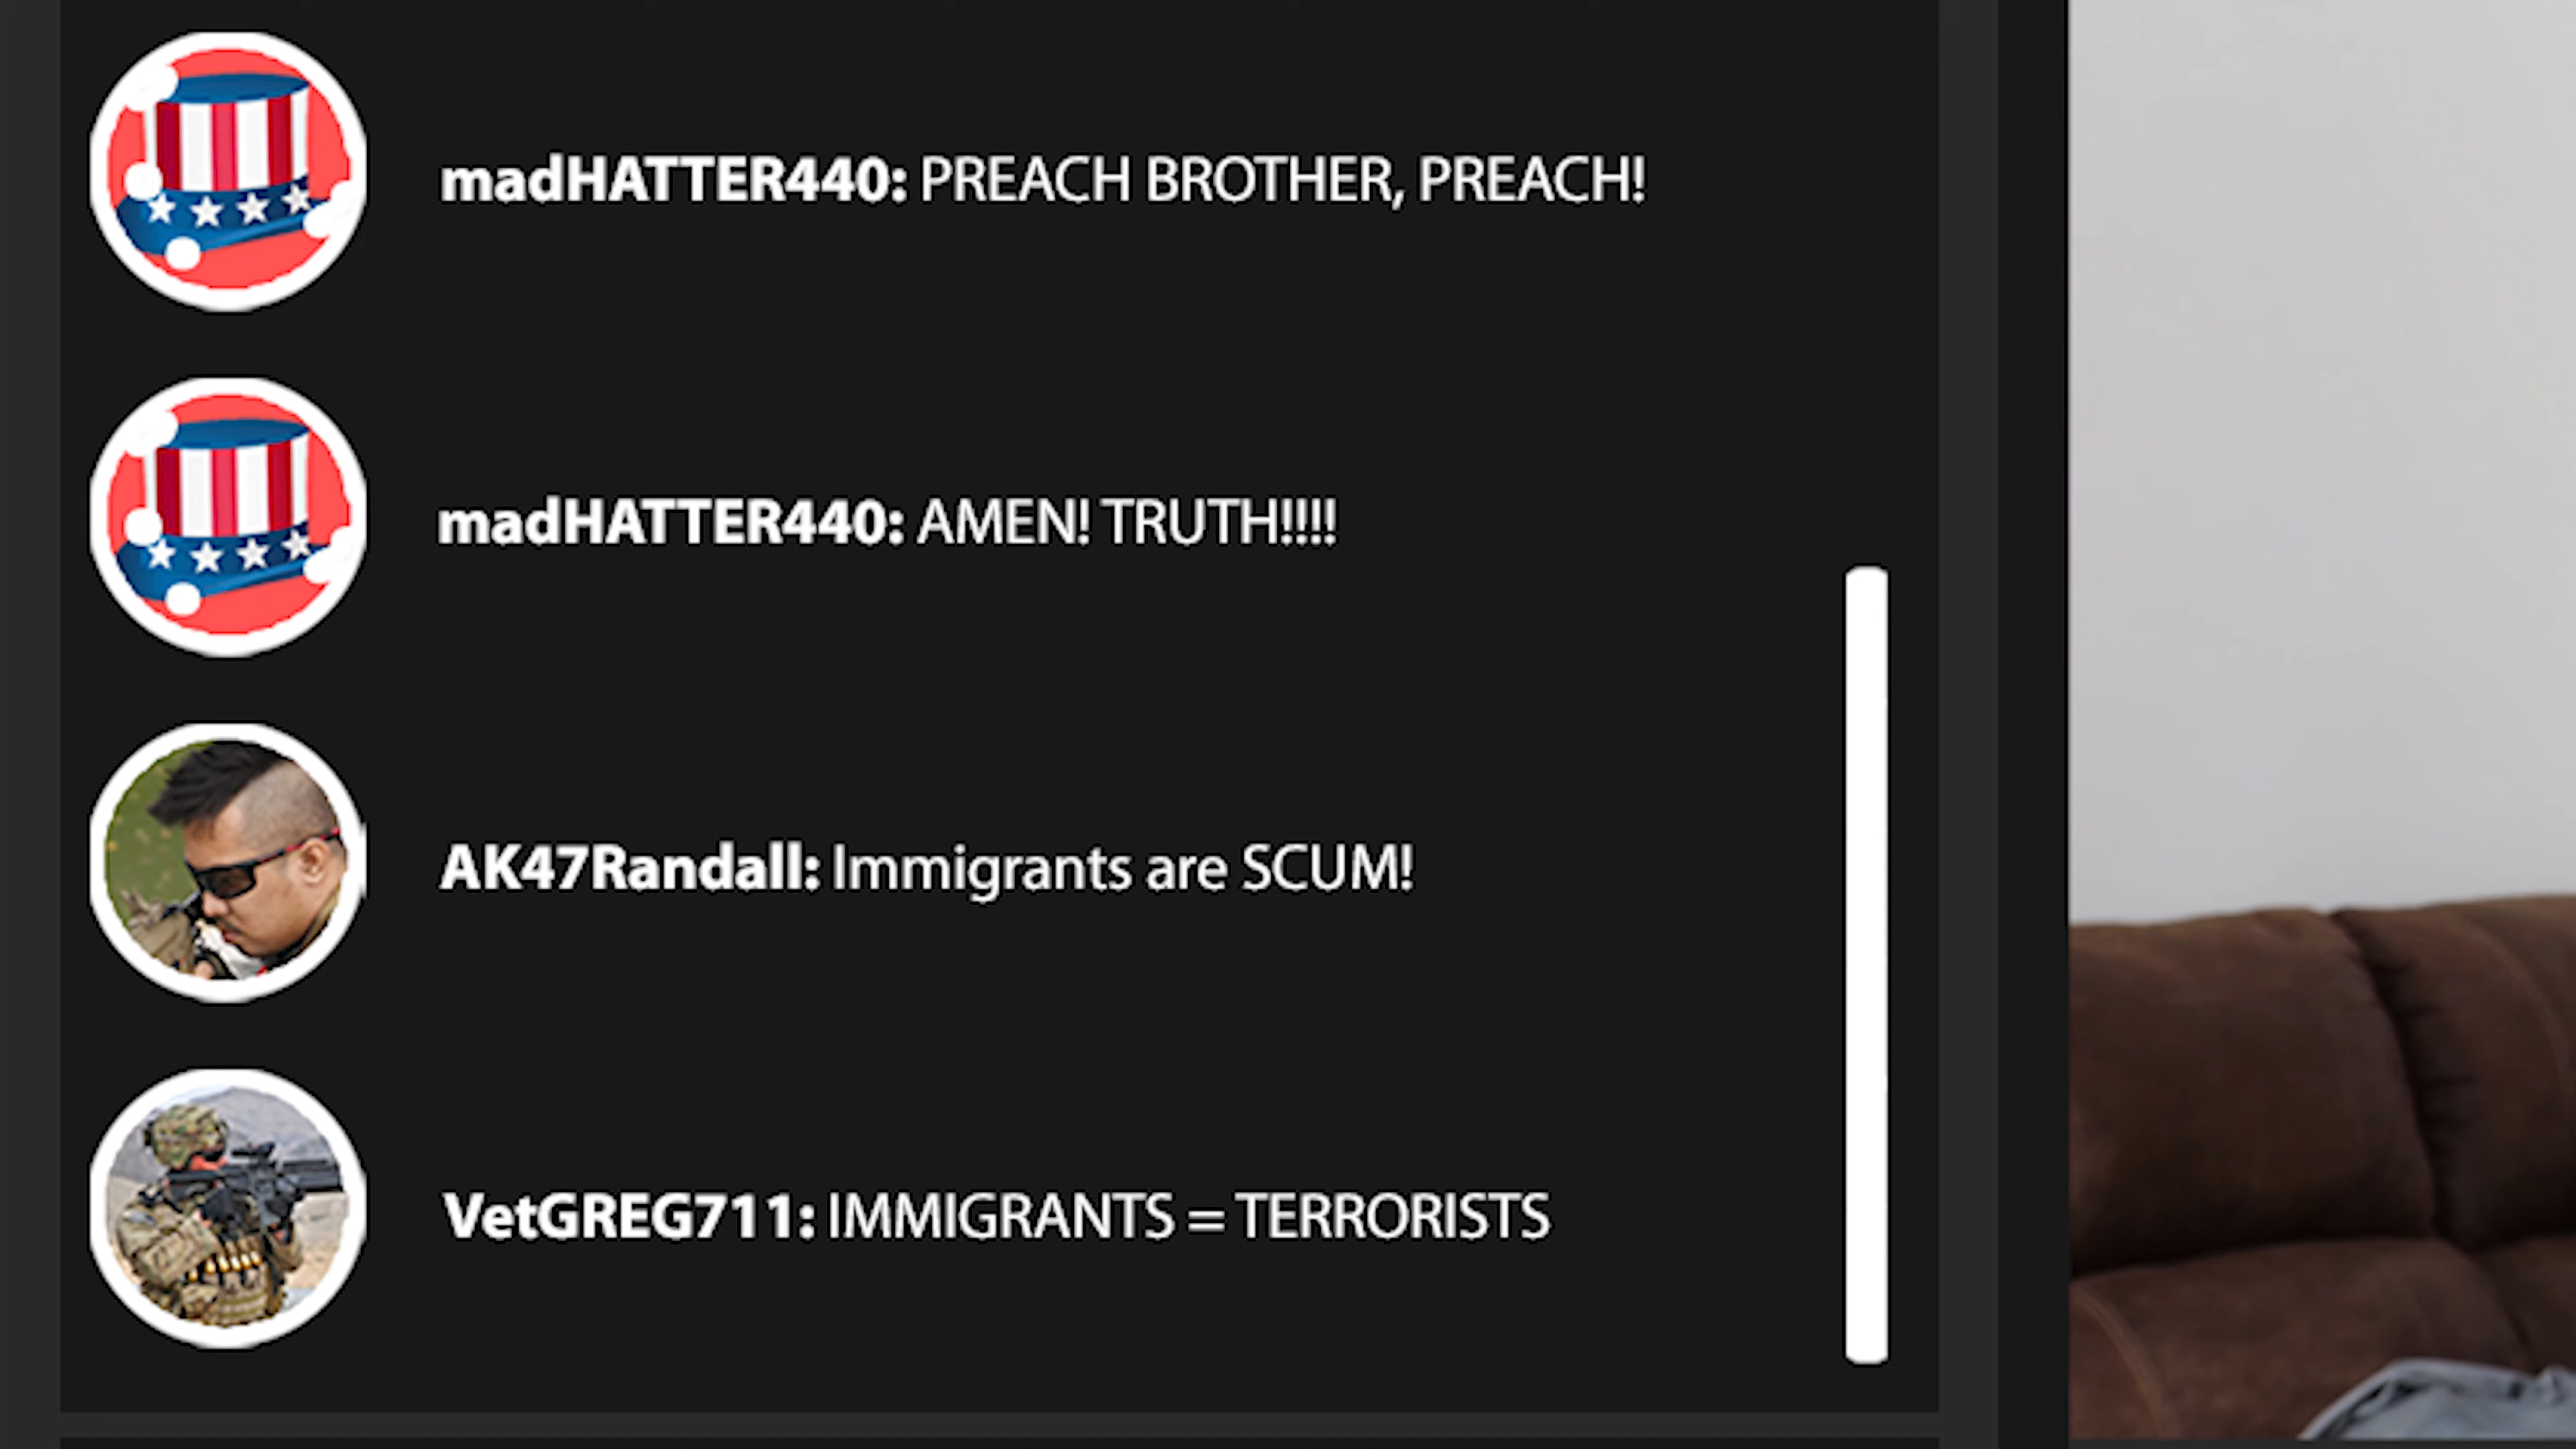 madHATTER440: PREACH BROTHER, PREACH!
madHATTER440: AMEN! TRUTH!!!!
AK47Randall: Immigrants are SCUM!
VetGREG711: IMMIGRANTS = TERRORISTS